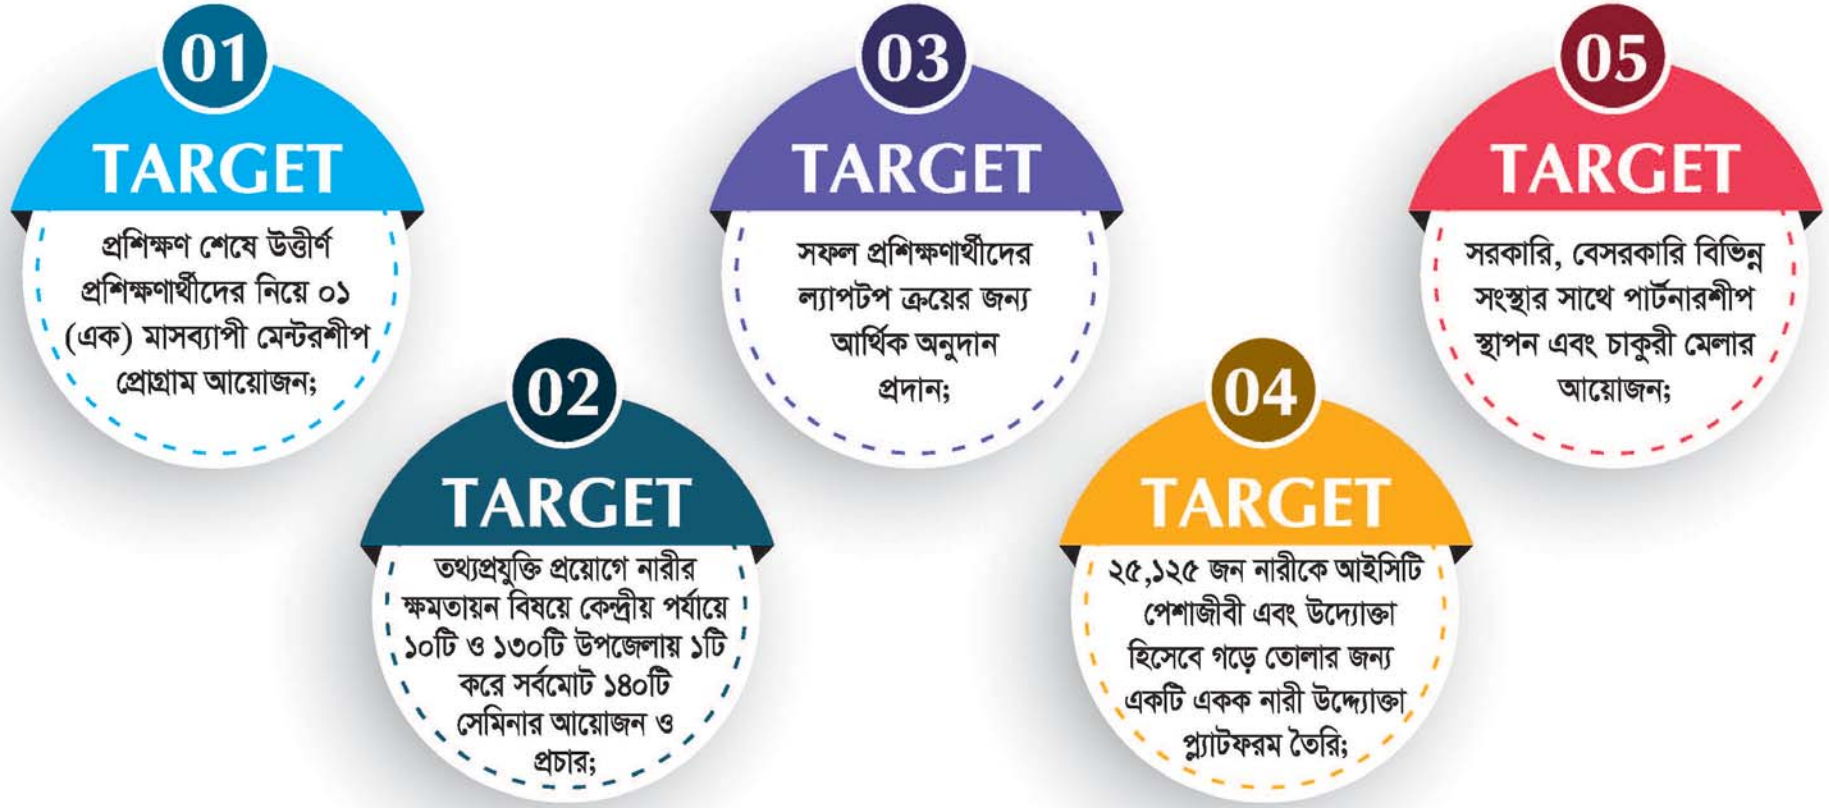 01
TARGET
প্রশিক্ষণ শেষে উত্তীর্ণ
প্রশিক্ষণার্থীদের নিয়ে ০১
(এক) মাসব্যাপী মেন্টরশীপ
প্রোগ্রাম আয়োজন;
02
TARGET
তথ্যপ্রযুক্তি প্রয়োগে নারীর
ক্ষমতায়ন বিষয়ে কেন্দ্রীয় পর্যায়ে
১০টি ও ১৩০টি উপজেলায় ১টি
করে সর্বমোট ১৪০টি
সেমিনার আয়োজন ও
প্রচার;
03
TARGET
সফল প্রশিক্ষণার্থীদের
ল্যাপটপ ক্রয়ের জন্য
আর্থিক অনুদান
প্রদান;
04
TARGET
২৫,১২৫ জন নারীকে আইসিটি
পেশাজীবী এবং উদ্যোক্তা
হিসেবে গড়ে তোলার জন্য
একটি একক নারী উদ্দ্যোক্তা
প্ল্যাটফরম তৈরি;
05
TARGET
সরকারি, বেসরকারি বিভিন্ন
সংস্থার সাথে পার্টনারশীপ
স্থাপন এবং চাকুরী মেলার
আয়োজন;